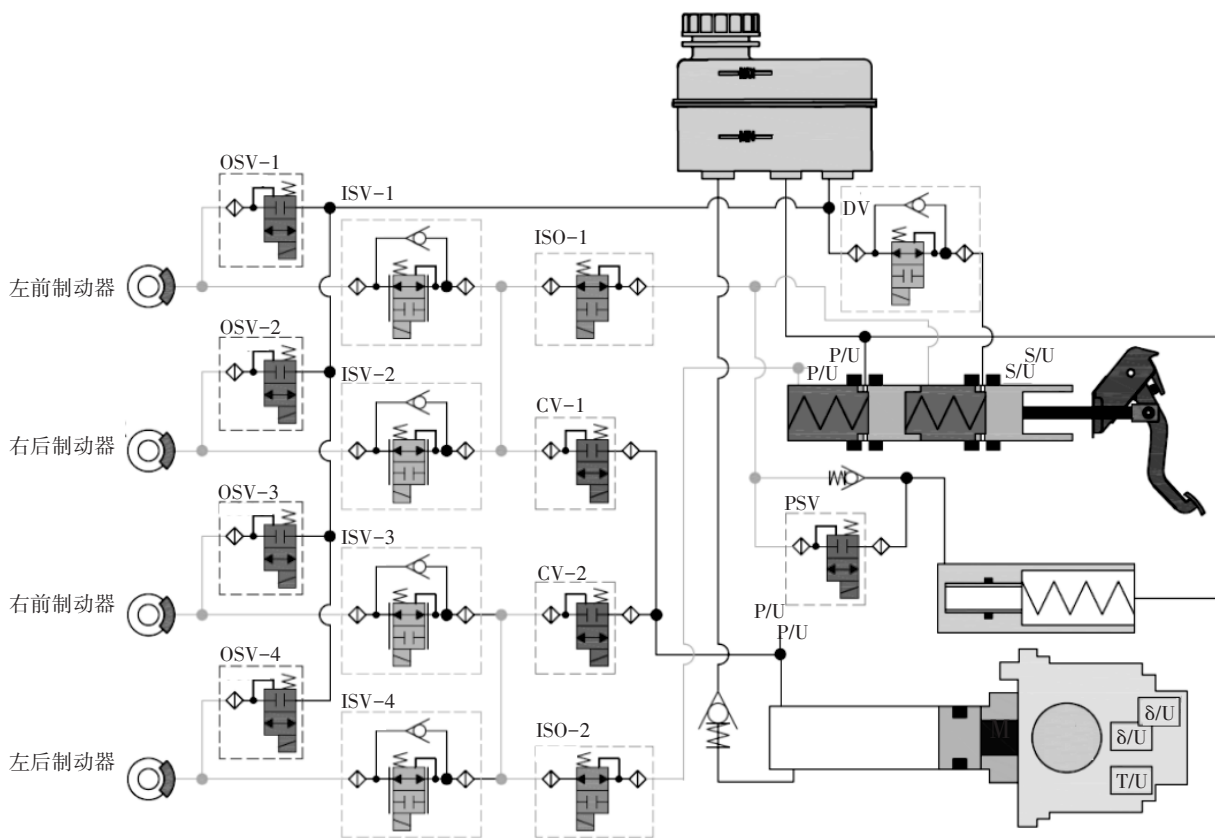 OSV-1
ISV-1
DV
ISO-1
左前制动器
OSV-2
P/U
P/U
S/U
S/U
ISV-2
CV-1
右后制动器
OSV-3
PSV
ISV-3
CV-2
右前制动器
P/U
P/U
OSV-4
ISV-4
ISO-2
左后制动器
M
δ/U
δ/U
T/U